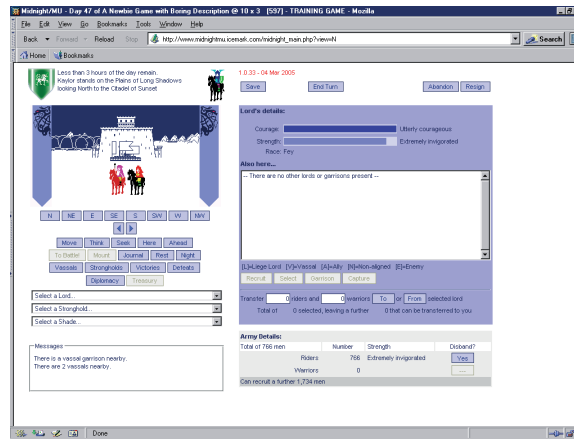 Midnight/MU - Day 47 of A Newbie Game with Boring Description @ 10 x 3 [597] - TRAINING GAME - Mozilla
File Edit View Go Bookmarks Tools Window Help
Back Forward Reload Stop http://www.midnightmu.icemark.com/midnight_main.php?view=N Search
Home Bookmarks
Less than 3 hours of the day remain.
Kaylor stands on the Plains of Long Shadows
looking North to the Citadel of Sunset
1.0.33 - 04 Mar 2005
Save End Turn Abandon Resign
Lord's details:
Courage: Utterly courageous
Strength: Extremely invigorated
Race: Fey
Also here...
-- There are no other lords or garrisons present --
N NE E SE S SW W NW
Move Think Seek Here Ahead
To Battle! Mount Journal Rest Night
Vassals Strongholds Victories Defeats
Diplomacy Treasury
Select a Lord...
Select a Stronghold...
Select a Shade...
[L]=Liege Lord [V]=Vassal [A]=Ally [N]=Non-aligned [E]=Enemy
Recruit Select Garrison Capture
Transfer 0 riders and 0 warriors To or From selected lord
Total of 0 selected, leaving a further 0 that can be transferred to you
Messages
There is a vassal garrison nearby.
There are 2 vassals nearby.
Army Details:
Total of 766 men Number Strength Disband?
Riders 766 Extremely invigorated Yes
Warriors 0 ---
Can recruit a further 1,734 men
Done